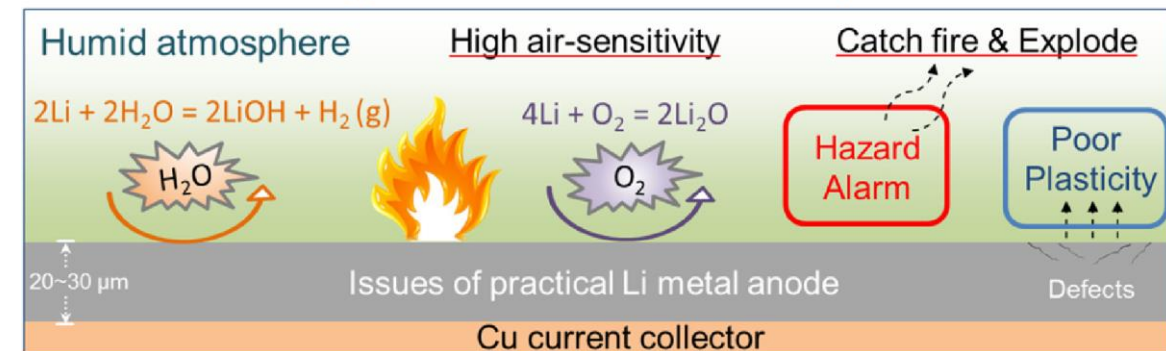 Humid atmosphere
High air-sensitivity
Catch fire & Explode
2Li + 2H₂O = 2LiOH + H₂ (g)
4Li + O₂ = 2Li₂O
H₂O
O₂
Hazard
Alarm
Poor
Plasticity
20~30 µm
Issues of practical Li metal anode
Defects
Cu current collector